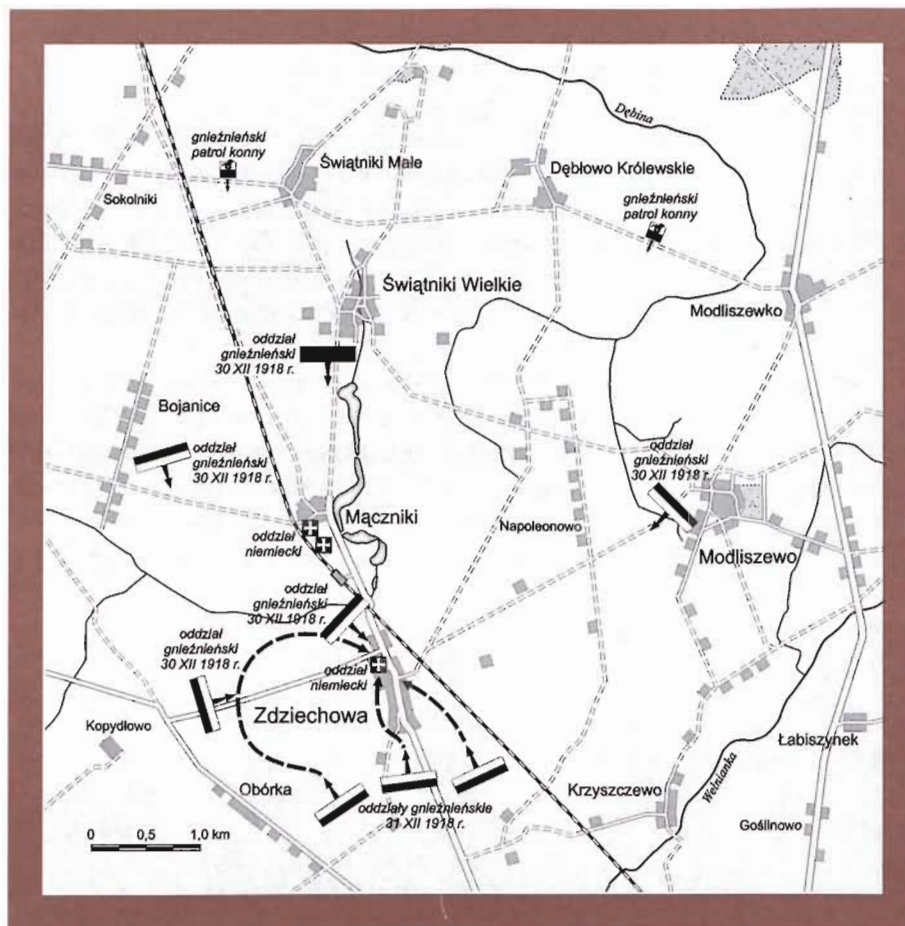 Dębina
gnieźnieński
patrol konny
Świątniki Małe
Dębłowo Królewskie
Sokolniki
gnieźnieński
patrol konny
Świątniki Wielkie
Modliszewko
oddział
gnieźnieński
30 XII 1918 r.
Bojanice
oddział
gnieźnieński
30 XII 1918 r.
oddział
gnieźnieński
30 XII 1918 r.
Mączniki
Napoleonowo
oddział
niemiecki
Modliszewo
oddział
gnieźnieński
30 XII 1918 r.
oddział
gnieźnieński
30 XII 1918 r.
oddział
niemiecki
Zdziechowa
Kopydłowo
Łabiszynek
Obórka
Krzyszczewo
Wełnianka
oddziały gnieźnieńskie
31 XII 1918 r.
Goślinowo
0 0,5 1,0 km